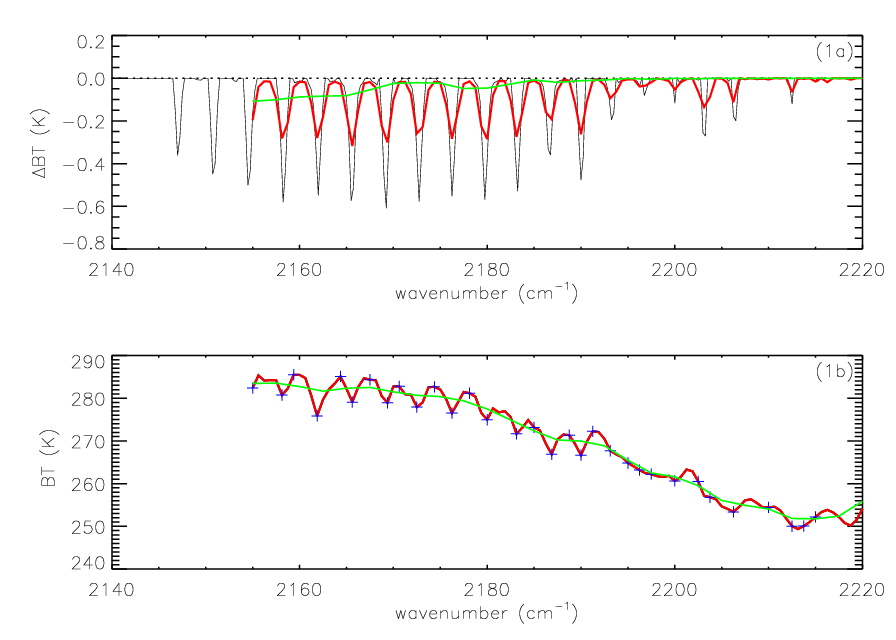 0.2
(1a)
0.0
−0.2
−0.4
−0.6
−0.8
ΔBT (K)
2140 2160 2180 2200 2220
wavenumber (cm⁻¹)
290
(1b)
280
270
260
250
240
BT (K)
2140 2160 2180 2200 2220
wavenumber (cm⁻¹)